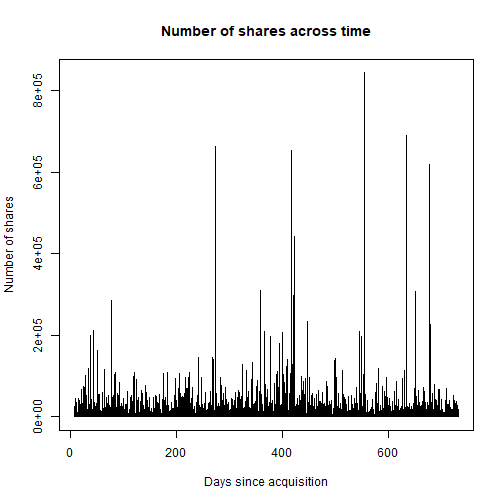 Number of shares across time
Number of shares
8e+05
6e+05
4e+05
2e+05
0e+00
0 200 400 600
Days since acquisition